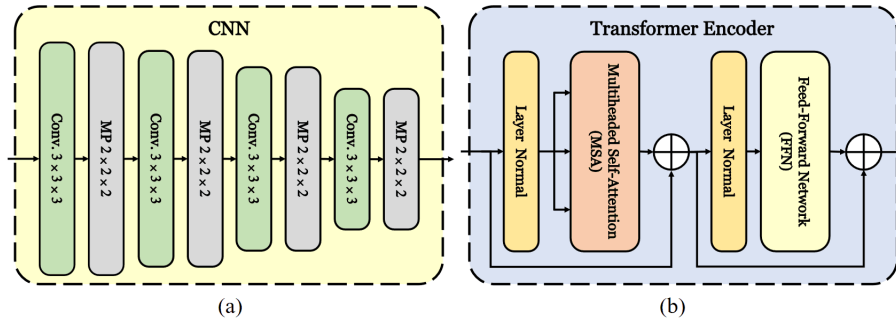 CNN
Conv. 3 × 3 × 3
MP 2 × 2 × 2
Conv. 3 × 3 × 3
MP 2 × 2 × 2
Conv. 3 × 3 × 3
MP 2 × 2 × 2
Conv. 3 × 3 × 3
MP 2 × 2 × 2
(a)
Transformer Encoder
Layer Normal
Multiheaded Self-Attention
(MSA)
Layer Normal
Feed-Forward Network
(FFN)
(b)